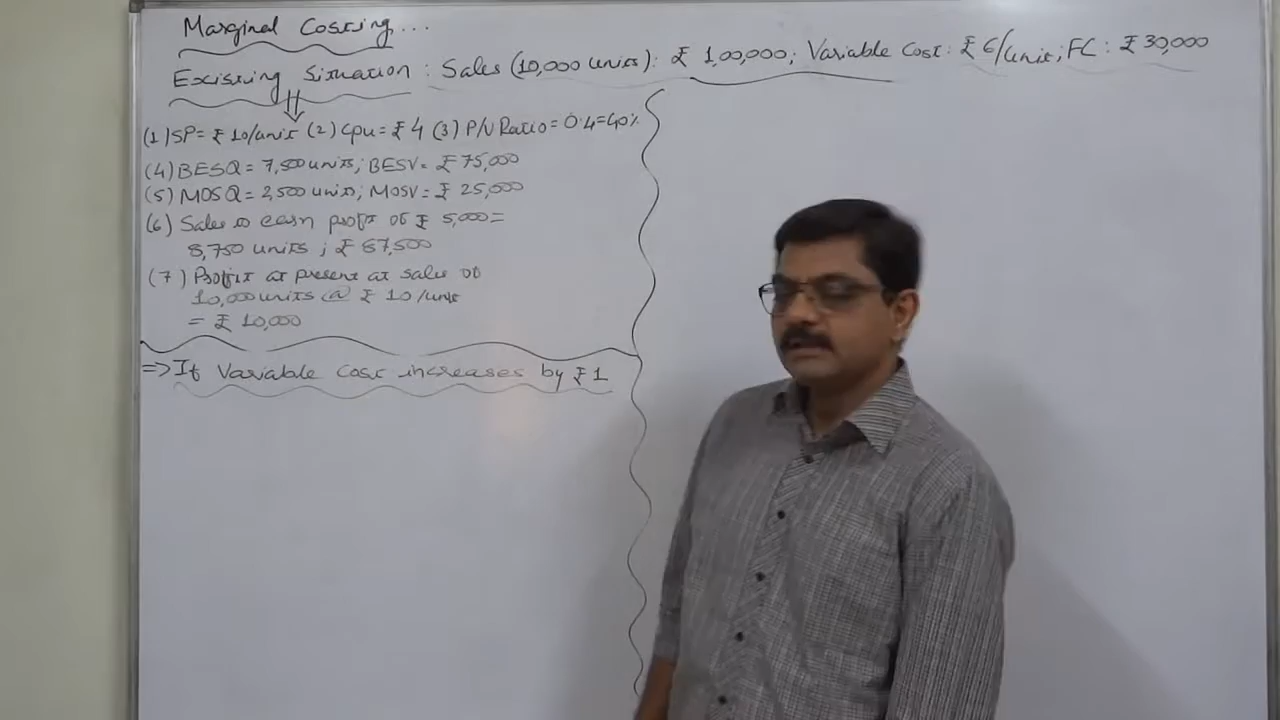 Marginal Costing...
Existing Situation : Sales (10,000 units): ₹ 1,00,000; Variable Cost: ₹ 6/unit; FC: ₹ 30,000
(1) SP= ₹ 10/unit (2) Cpu= ₹ 4 (3) P/V Ratio = 0.4=40%
(4) BESQ = 7,500 units; BESV= ₹ 75,000
(5) MOSQ = 2,500 units; MOSV = ₹ 25,000
(6) Sales to earn profit of ₹ 5,000=
8,750 units ; ₹ 87,500
(7) Profit at present at sales of
10,000 units @ ₹ 10/unit
= ₹ 10,000
=> If Variable Cost increases by ₹ 1